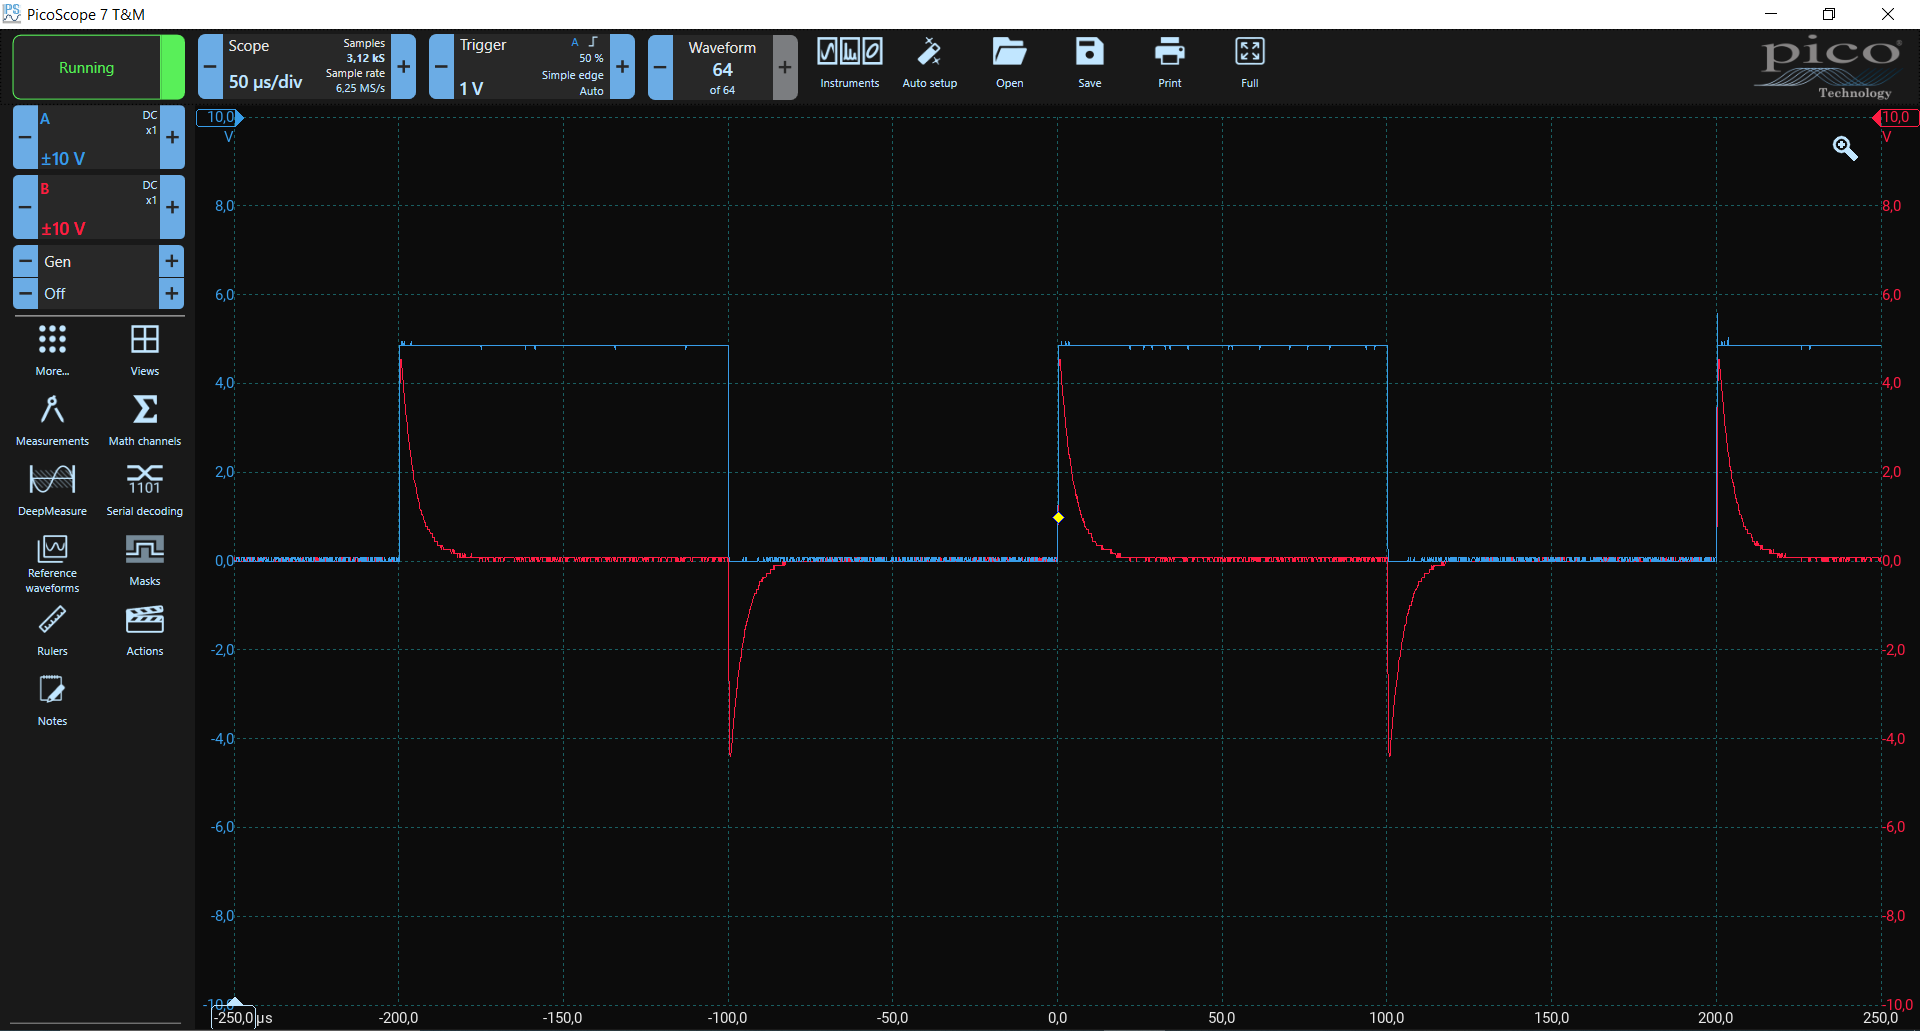 PicoScope 7 T&M
Running
Scope
50 µs/div
Samples
3,12 kS
Sample rate
6,25 MS/s
Trigger
1 V
A
50 %
Simple edge
Auto
Waveform
64
of 64
Instruments
Auto setup
Open
Save
Print
Full
pico
Technology
A
DC
x1
±10 V
B
DC
x1
±10 V
Gen
Off
More...
Views
Measurements
Math channels
DeepMeasure
1101
Serial decoding
Reference
waveforms
Masks
Rulers
Actions
Notes
10,0
V
8,0
6,0
4,0
2,0
0,0
-2,0
-4,0
-6,0
-8,0
-10,0
10,0
V
8,0
6,0
4,0
2,0
0,0
-2,0
-4,0
-6,0
-8,0
-10,0
-250,0 µs
-200,0
-150,0
-100,0
-50,0
0,0
50,0
100,0
150,0
200,0
250,0